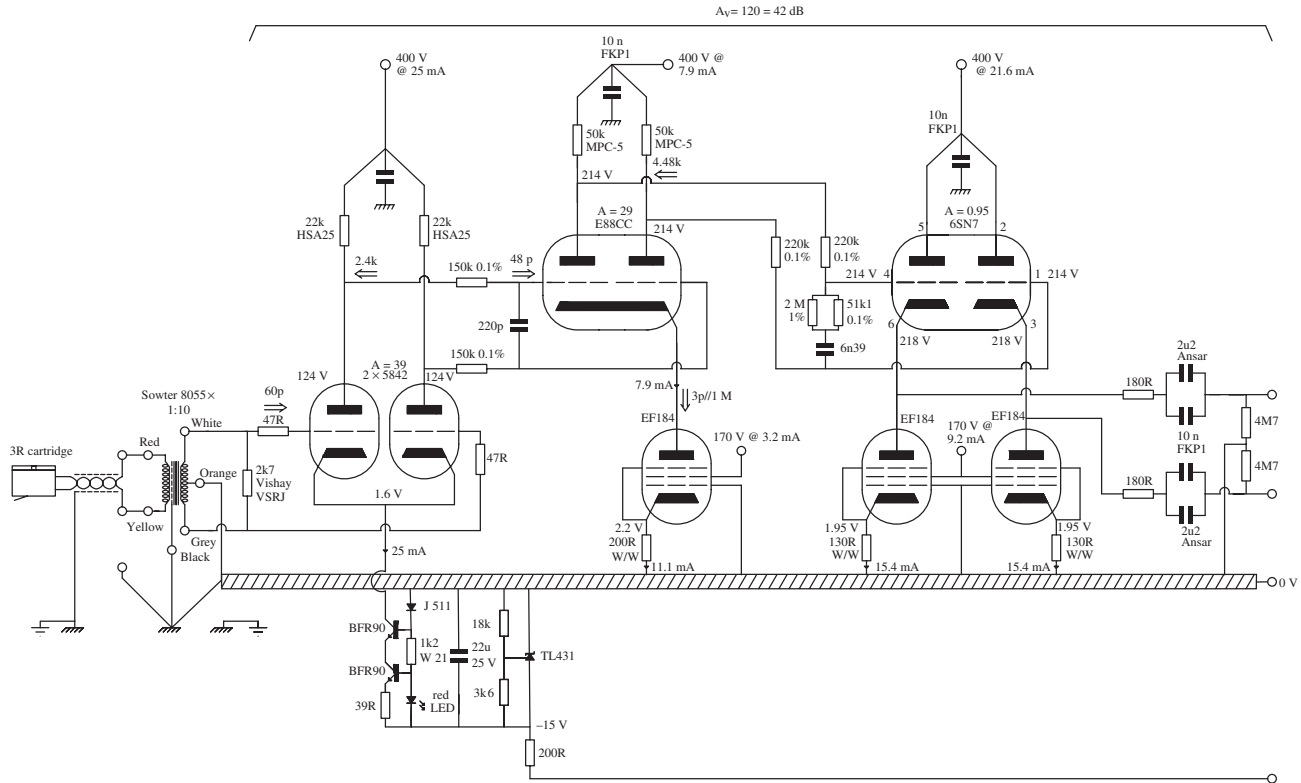 Aᵥ = 120 = 42 dB
400 V
@ 25 mA
10 n
FKP1
400 V @
7.9 mA
400 V
@ 21.6 mA
10n
FKP1
50k
MPC-5
50k
MPC-5
4.48k
214 V
22k
HSA25
22k
HSA25
A = 29
E88CC
214 V
A = 0.95
6SN7
5
2
220k
0.1%
220k
0.1%
2.4k
150k 0.1%
48 p
214 V
4
1
214 V
220p
2 M
1%
51k1
0.1%
6
3
218 V
218 V
6n39
150k 0.1%
A = 39
2 × 5842
124 V
124V
7.9 mA
3p//1 M
2u2
Ansar
180R
Sowter 8055×
1:10
White
60p
47R
EF184
170 V @ 3.2 mA
EF184
170 V @
9.2 mA
EF184
10 n
FKP1
4M7
4M7
3R cartridge
Red
Orange
2k7
Vishay
VSRJ
47R
1.6 V
180R
Yellow
Grey
Black
2.2 V
200R
W/W
1.95 V
130R
W/W
1.95 V
130R
W/W
2u2
Ansar
25 mA
11.1 mA
15.4 mA
15.4 mA
0 V
J 511
BFR90
1k2
W 21
22u
25 V
18k
TL431
BFR90
39R
red
LED
3k6
–15 V
200R